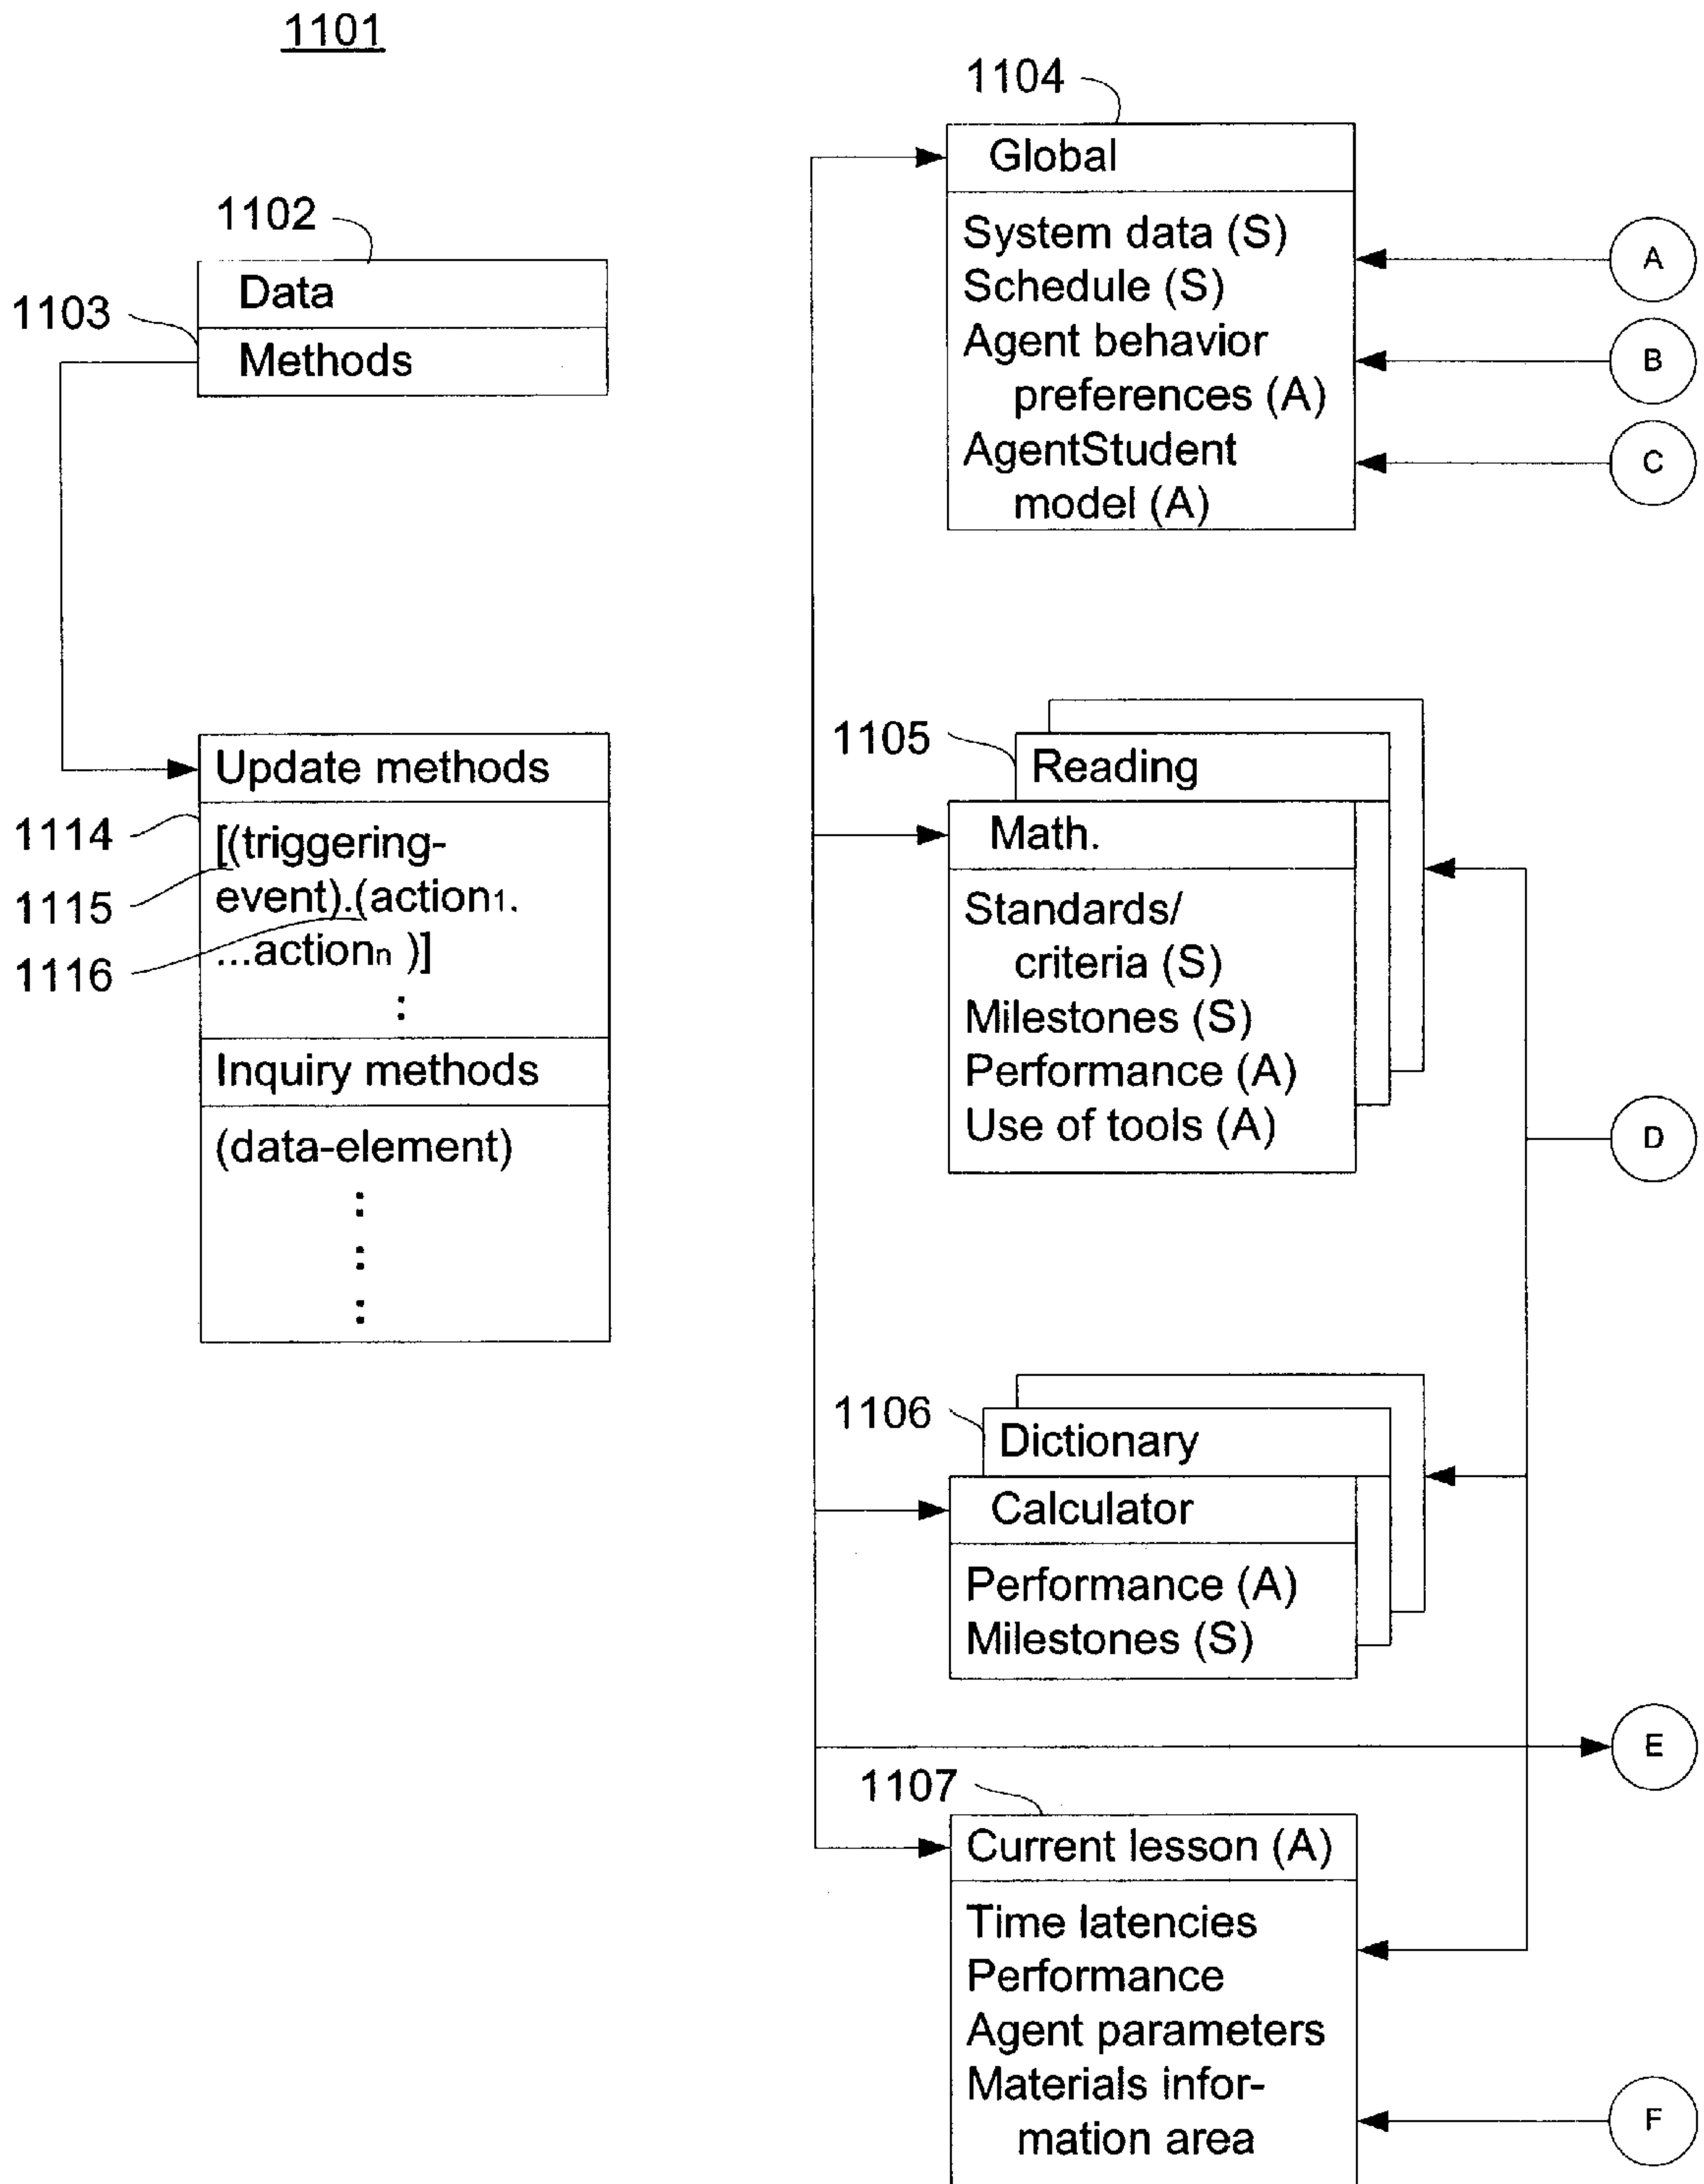 1101
1102
Data
1103
Methods
Update methods
1114
[(triggering-
1115
event).(action1.
...actionn )]
1116
:
Inquiry methods
(data-element)
:
:
:
1104
Global
System data (S)
Schedule (S)
Agent behavior
preferences (A)
AgentStudent
model (A)
A
B
C
1105
Reading
Math.
Standards/
criteria (S)
Milestones (S)
Performance (A)
Use of tools (A)
D
1106
Dictionary
Calculator
Performance (A)
Milestones (S)
E
1107
Current lesson (A)
Time latencies
Performance
Agent parameters
Materials infor-
mation area
F